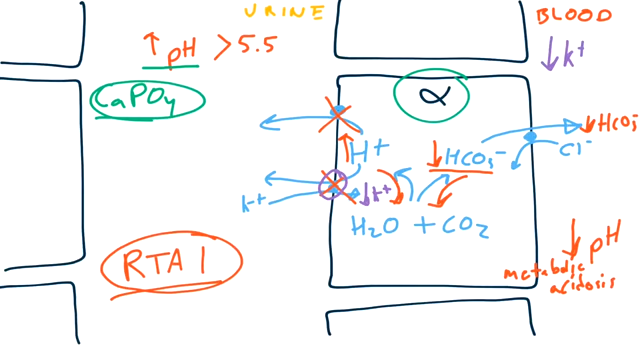 URINE
BLOOD
↑ pH > 5.5
↓ K+
CaPO4
α
↓ HCO3-
H+
↓ HCO3-
Cl-
K+
↓ K+
H2O + CO2
RTA 1
↓ pH
metabolic
acidosis